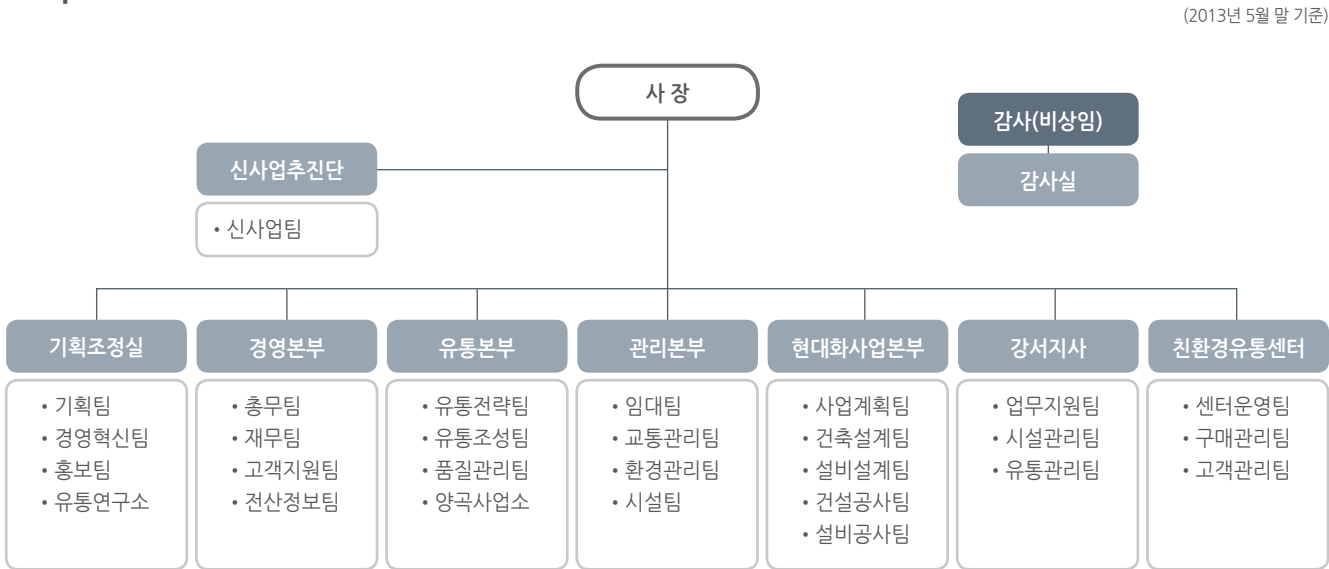 (2013년 5월 말 기준)
사 장
감사(비상임)
감사실
신사업추진단
• 신사업팀
기획조정실
• 기획팀
• 경영혁신팀
• 홍보팀
• 유통연구소
경영본부
• 총무팀
• 재무팀
• 고객지원팀
• 전산정보팀
유통본부
• 유통전략팀
• 유통조성팀
• 품질관리팀
• 양곡사업소
관리본부
• 임대팀
• 교통관리팀
• 환경관리팀
• 시설팀
현대화사업본부
• 사업계획팀
• 건축설계팀
• 설비설계팀
• 건설공사팀
• 설비공사팀
강서지사
• 업무지원팀
• 시설관리팀
• 유통관리팀
친환경유통센터
• 센터운영팀
• 구매관리팀
• 고객관리팀